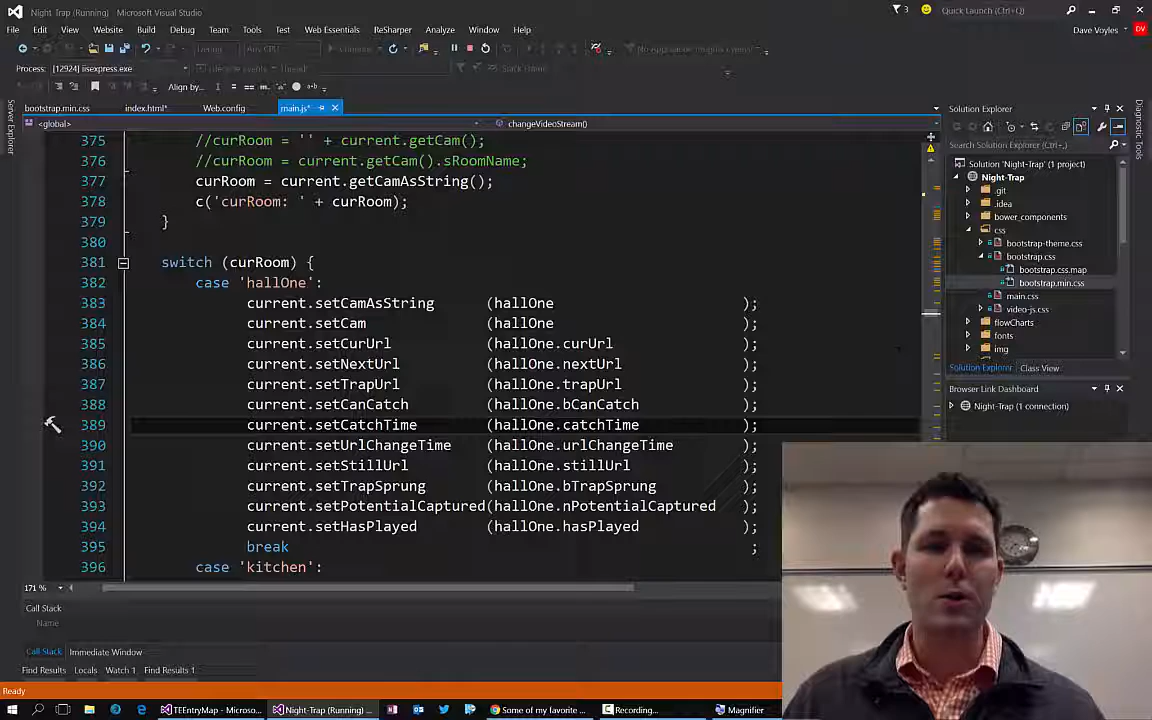 Night Trap (Running) - Microsoft Visual Studio
3
Quick Launch (Ctrl+Q)
File Edit View Website Build Debug Team Tools Test Web Essentials ReSharper Analyze Window Help
Dave Voyles DV
Process: [12924] iisexpress.exe
Stack Frame
Align by...
Server Explorer
bootstrap.min.css index.html* Web.config main.js*
<global> changeVideoStream()
375 //curRoom = '' + current.getCam();
376 //curRoom = current.getCam().sRoomName;
377 curRoom = current.getCamAsString();
378 c('curRoom: ' + curRoom);
379 }
380
381 switch (curRoom) {
382 case 'hallOne':
383 current.setCamAsString (hallOne );
384 current.setCam (hallOne );
385 current.setCurUrl (hallOne.curUrl );
386 current.setNextUrl (hallOne.nextUrl );
387 current.setTrapUrl (hallOne.trapUrl );
388 current.setCanCatch (hallOne.bCanCatch );
389 current.setCatchTime (hallOne.catchTime );
390 current.setUrlChangeTime (hallOne.urlChangeTime );
391 current.setStillUrl (hallOne.stillUrl );
392 current.setTrapSprung (hallOne.bTrapSprung );
393 current.setPotentialCaptured(hallOne.nPotentialCaptured );
394 current.setHasPlayed (hallOne.hasPlayed );
395 break ;
396 case 'kitchen':
171 %
Call Stack
Name
Call Stack Immediate Window
Find Results Locals Watch 1 Find Results 1
Ready
Solution Explorer
Search Solution Explorer (Ctrl+;)
Solution 'Night-Trap' (1 project)
Night-Trap
.git
.idea
bower_components
css
bootstrap-theme.css
bootstrap.css
bootstrap.css.map
bootstrap.min.css
main.css
video-js.css
flowCharts
fonts
img
Solution Explorer Class View
Browser Link Dashboard
Night-Trap (1 connection)
Diagnostic Tools
TEEntryMap - Microso... Night-Trap (Running) ... Some of my favorite ... Recording... Magnifier